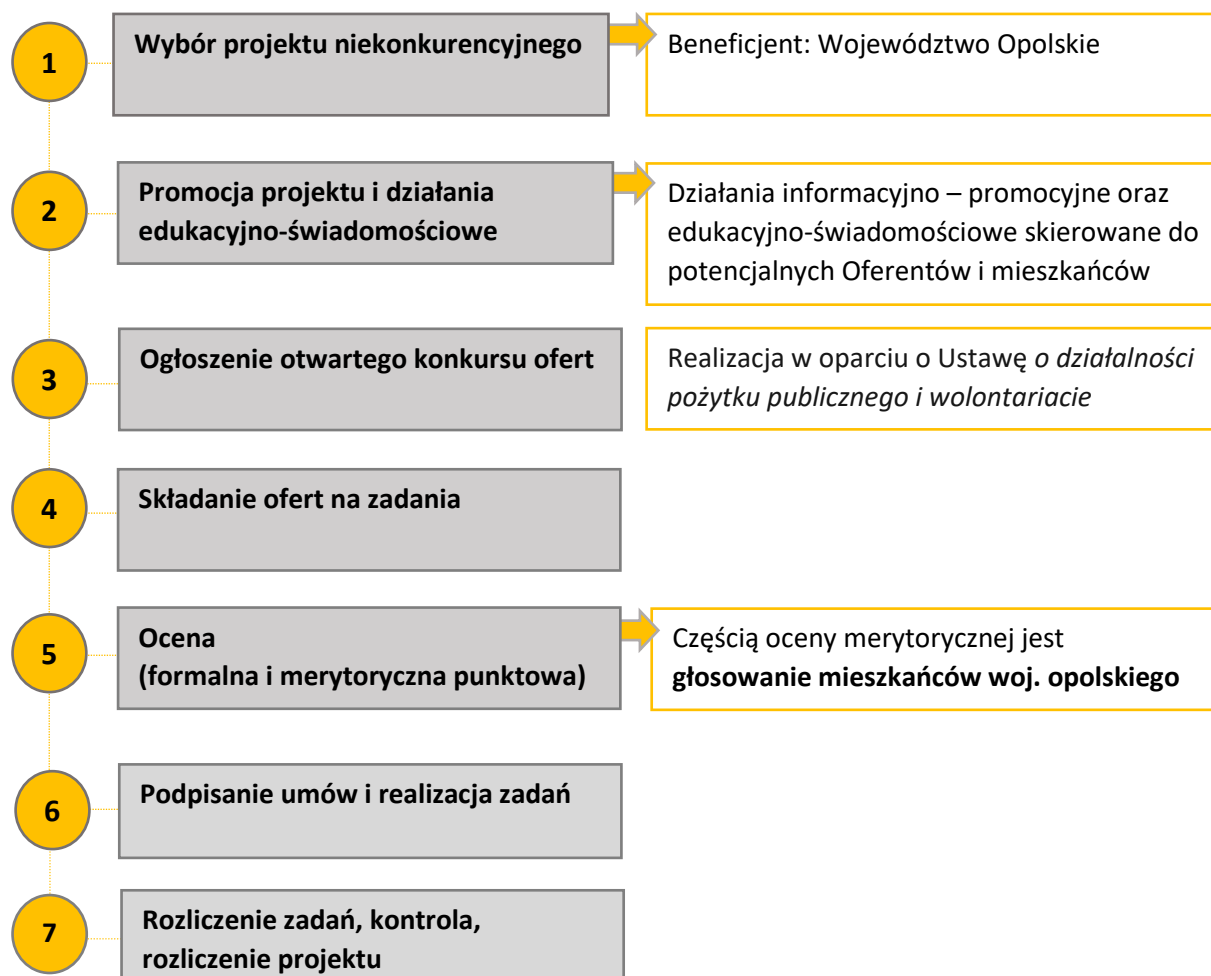 1
Wybór projektu niekonkurencyjnego
Beneficjent: Województwo Opolskie
2
Promocja projektu i działania
edukacyjno-świadomościowe
Działania informacyjno – promocyjne oraz
edukacyjno-świadomościowe skierowane do
potencjalnych Oferentów i mieszkańców
3
Ogłoszenie otwartego konkursu ofert
Realizacja w oparciu o Ustawę o działalności
pożytku publicznego i wolontariacie
4
Składanie ofert na zadania
5
Ocena
(formalna i merytoryczna punktowa)
Częścią oceny merytorycznej jest
głosowanie mieszkańców woj. opolskiego
6
Podpisanie umów i realizacja zadań
7
Rozliczenie zadań, kontrola,
rozliczenie projektu